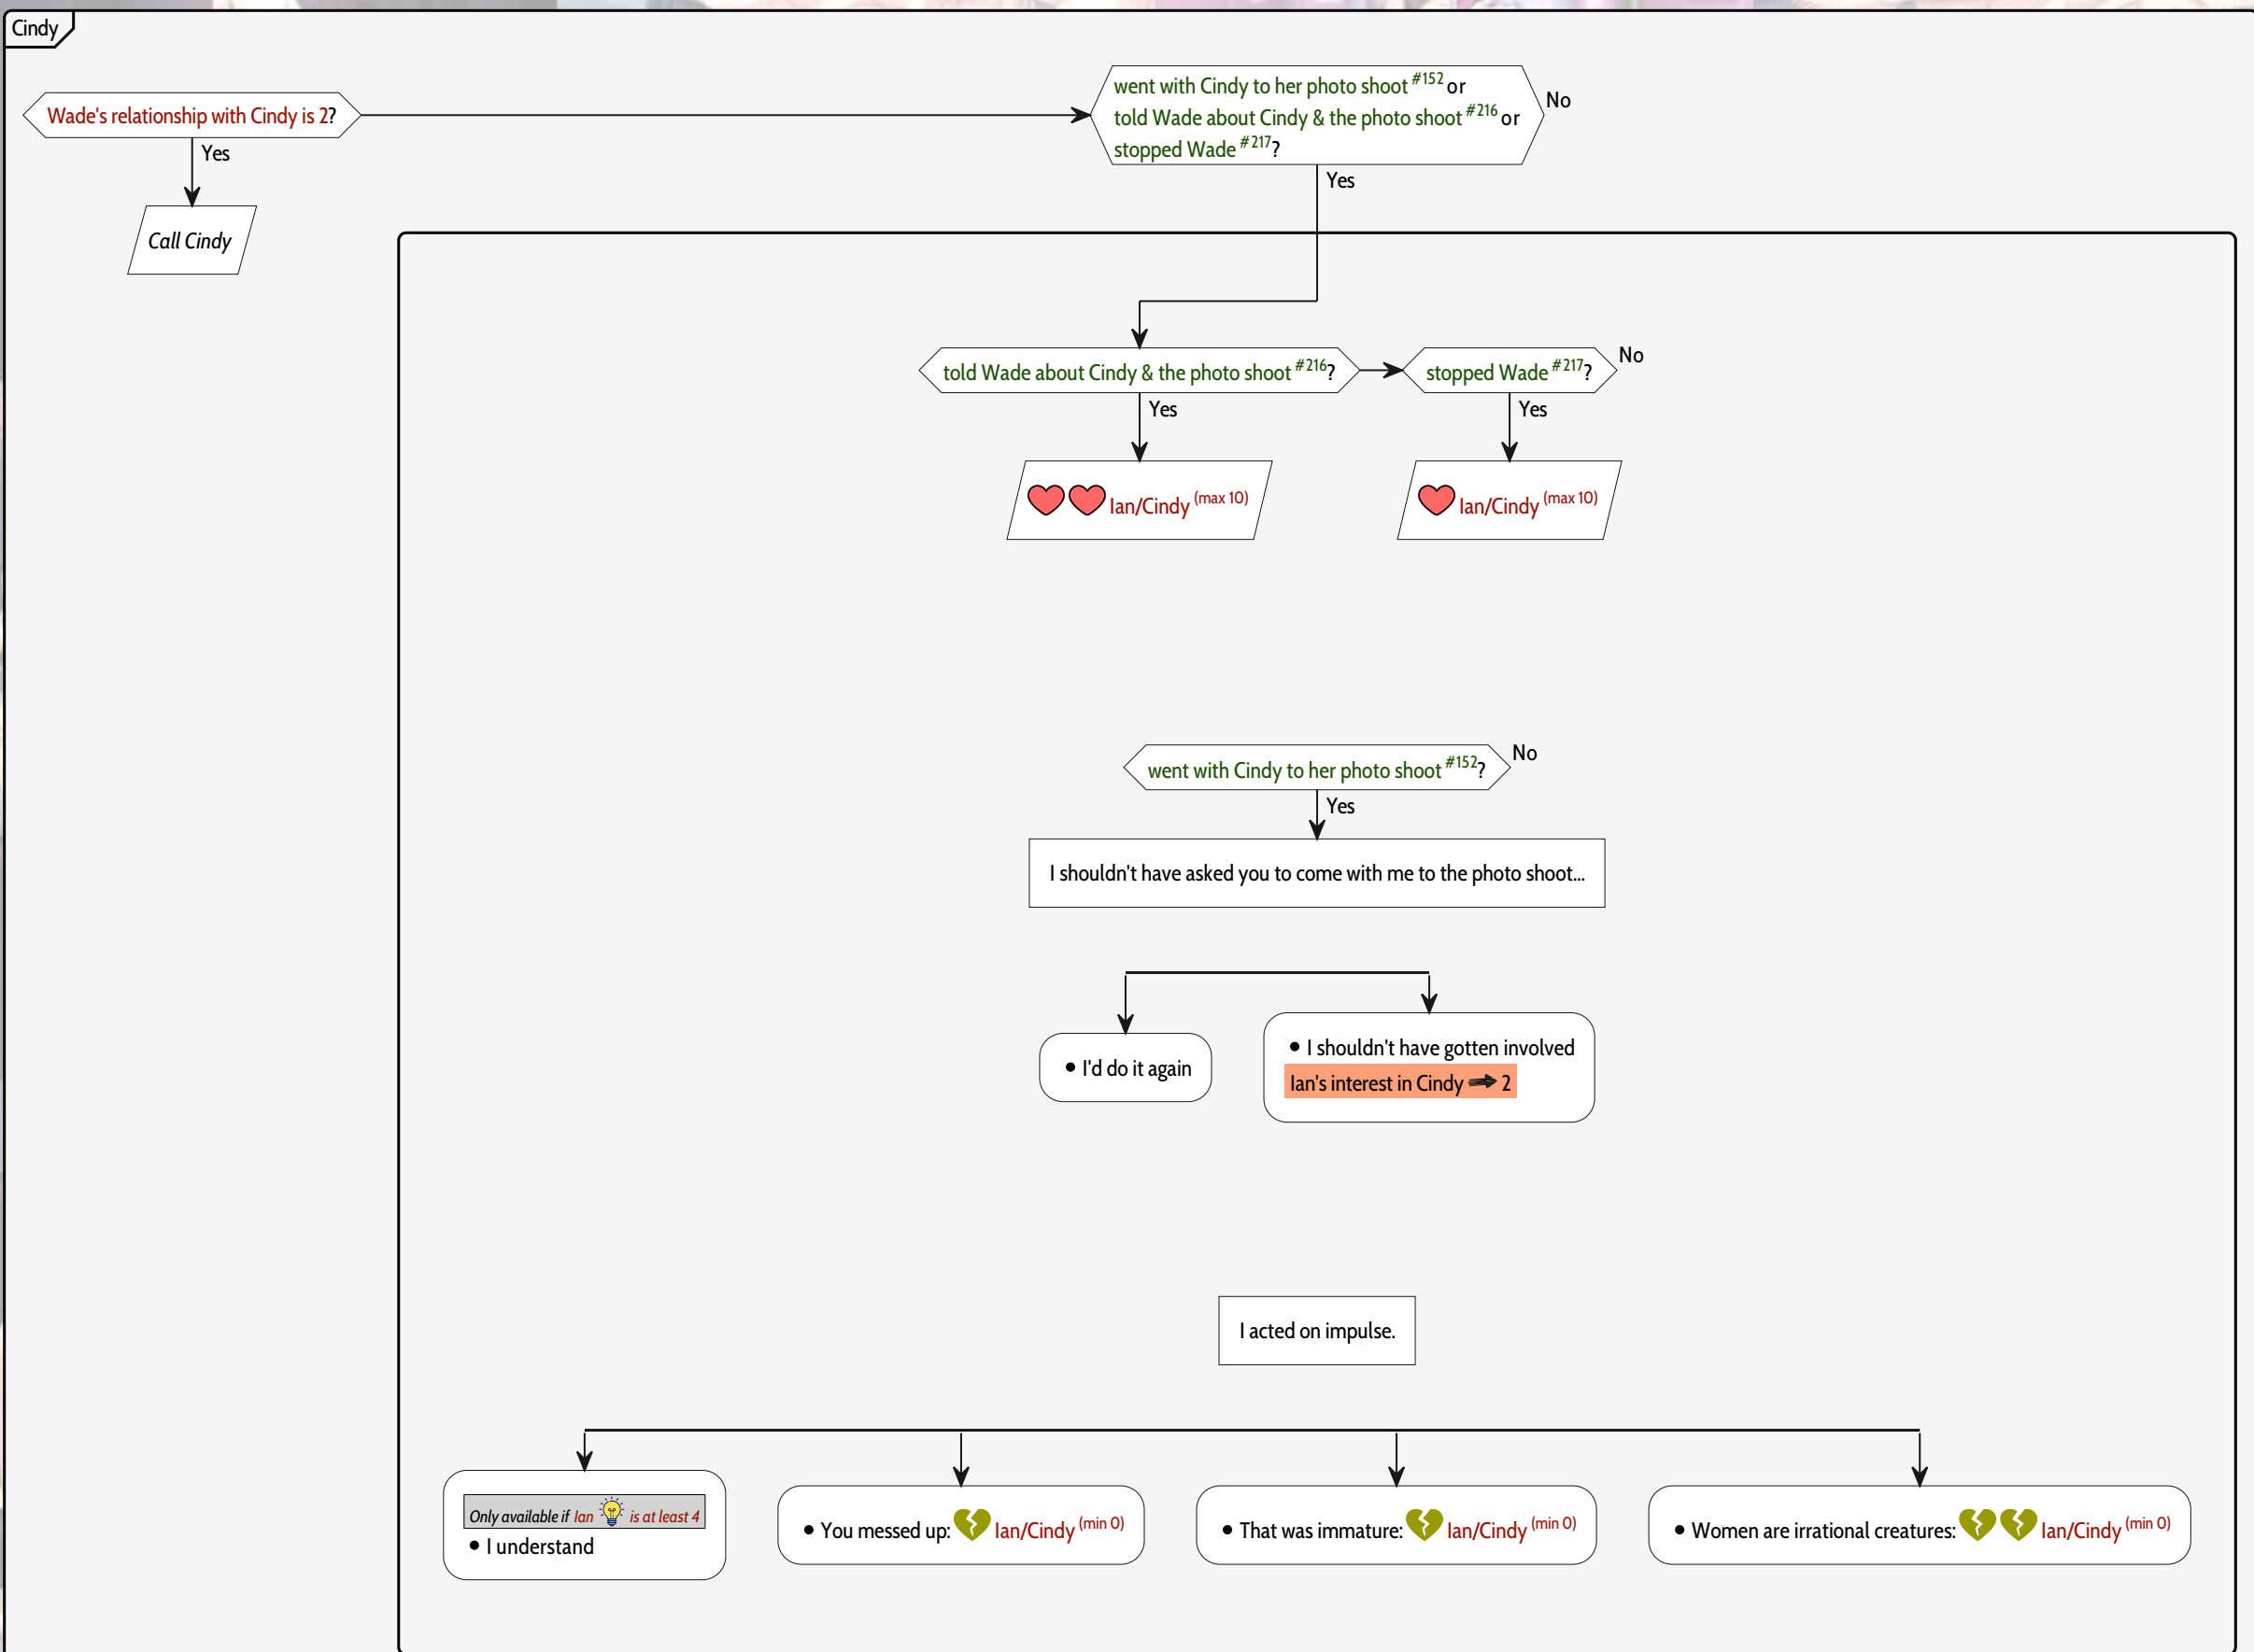 Cindy
Wade's relationship with Cindy is 2?
Yes
Call Cindy
went with Cindy to her photo shoot #152 or
told Wade about Cindy & the photo shoot #216 or
stopped Wade #217?
No
Yes
told Wade about Cindy & the photo shoot #216?
Yes
stopped Wade #217?
No
Yes
Ian/Cindy (max 10)
Ian/Cindy (max 10)
went with Cindy to her photo shoot #152?
No
Yes
I shouldn't have asked you to come with me to the photo shoot...
• I'd do it again
• I shouldn't have gotten involved
Ian's interest in Cindy ➡ 2
I acted on impulse.
Only available if Ian is at least 4
• I understand
• You messed up: Ian/Cindy (min 0)
• That was immature: Ian/Cindy (min 0)
• Women are irrational creatures: Ian/Cindy (min 0)